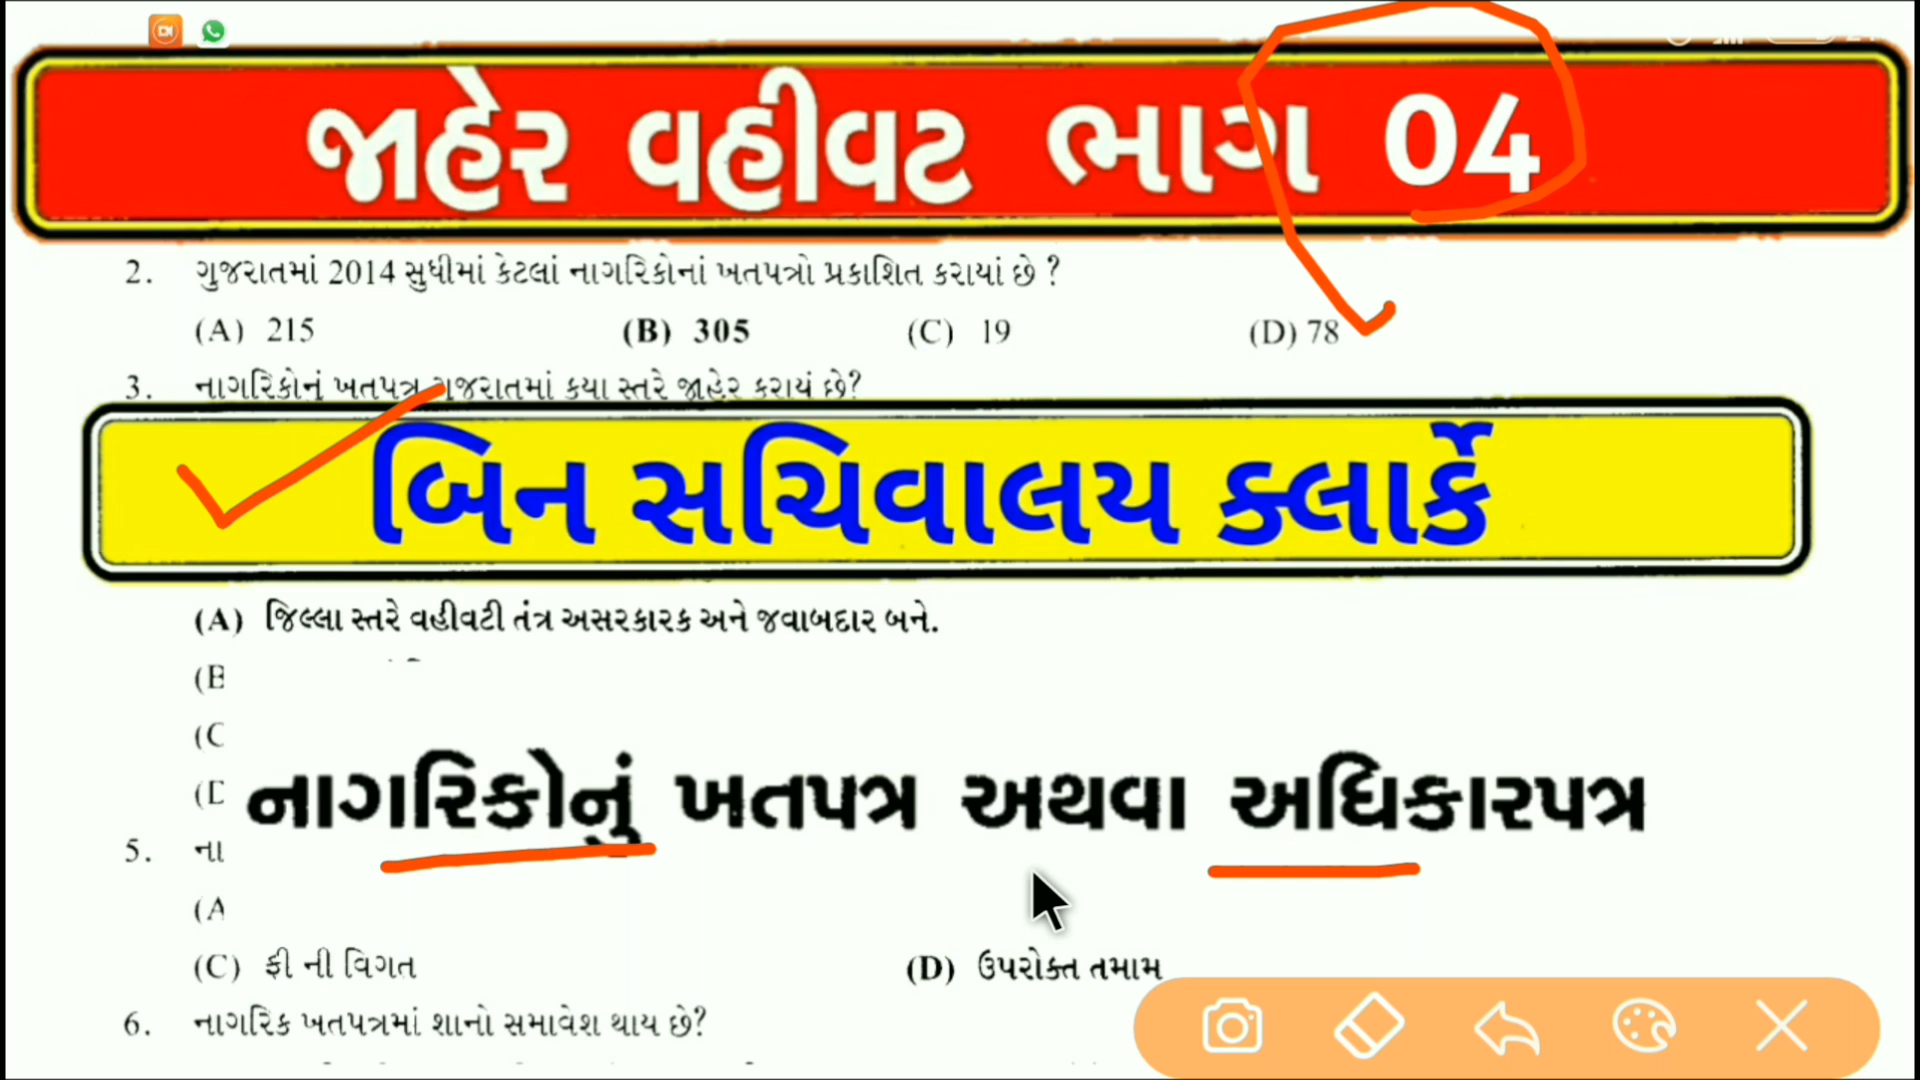 જાહેર વહીવટ ભાગ 04
2. ગુજરાતમાં 2014 સુધીમાં કેટલાં નાગરિકોનાં ખતપત્રો પ્રકાશિત કરાયાં છે ?
(A) 215 (B) 305 (C) 19 (D) 78
3. નાગરિકોનું ખતપત્ર ગુજરાતમાં કયા સ્તરે જાહેર કરાયું છે?
બિન સચિવાલય ક્લાર્કે
(A) જિલ્લા સ્તરે વહીવટી તંત્ર અસરકારક અને જવાબદાર બને.
(B
(C
(D
નાગરિકોનું ખતપત્ર અથવા અધિકારપત્ર
5. ના
(A
(C) ફી ની વિગત (D) ઉપરોક્ત તમામ
6. નાગરિક ખતપત્રમાં શાનો સમાવેશ થાય છે?